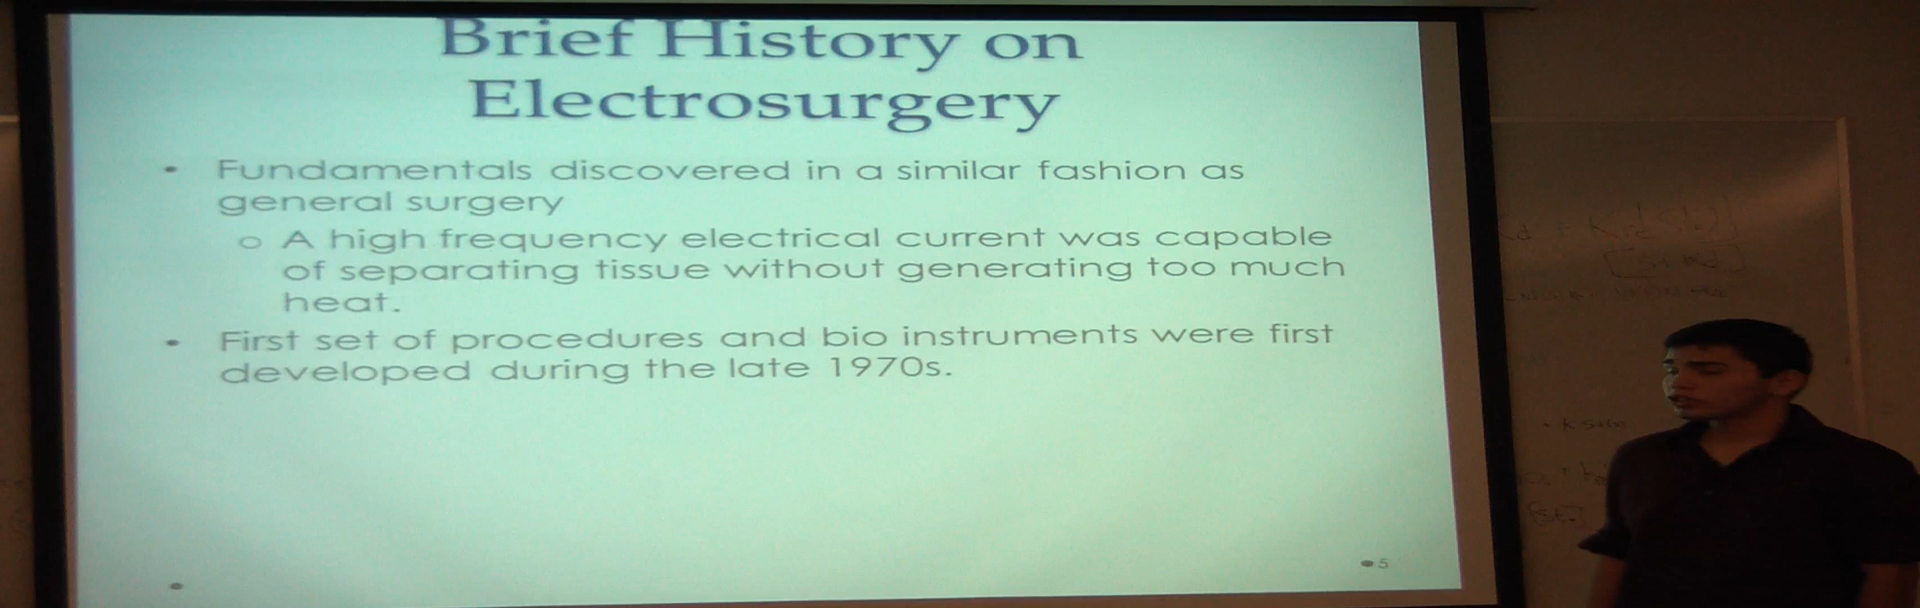 Brief History on
Electrosurgery
• Fundamentals discovered in a similar fashion as
general surgery
o A high frequency electrical current was capable
of separating tissue without generating too much
heat.
• First set of procedures and bio instruments were first
developed during the late 1970s.
5